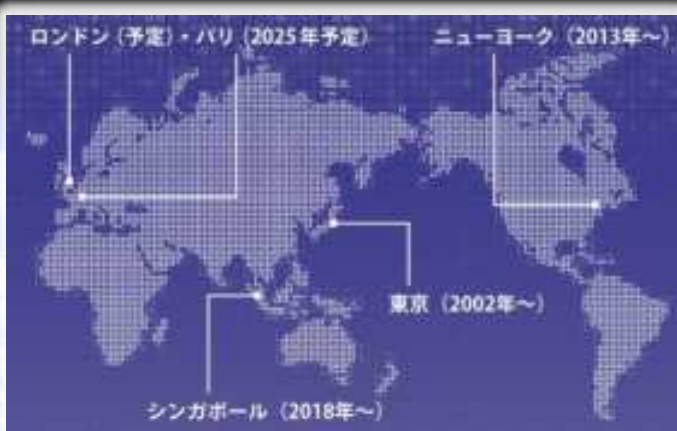 ロンドン（予定）・パリ（2025年予定）
ニューヨーク（2013年～）
東京（2002年～）
シンガポール（2018年～）